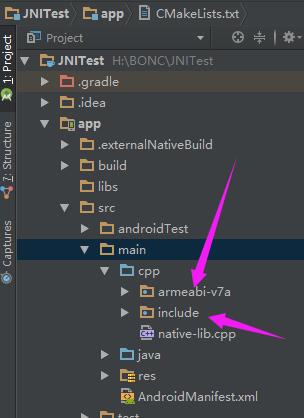 JNITest app CMakeLists.txt
Project
JNITest H:\BONC\JNITest
.gradle
.idea
app
.externalNativeBuild
build
libs
src
androidTest
main
cpp
armeabi-v7a
include
native-lib.cpp
java
res
AndroidManifest.xml
test
1: Project
7: Structure
Captures